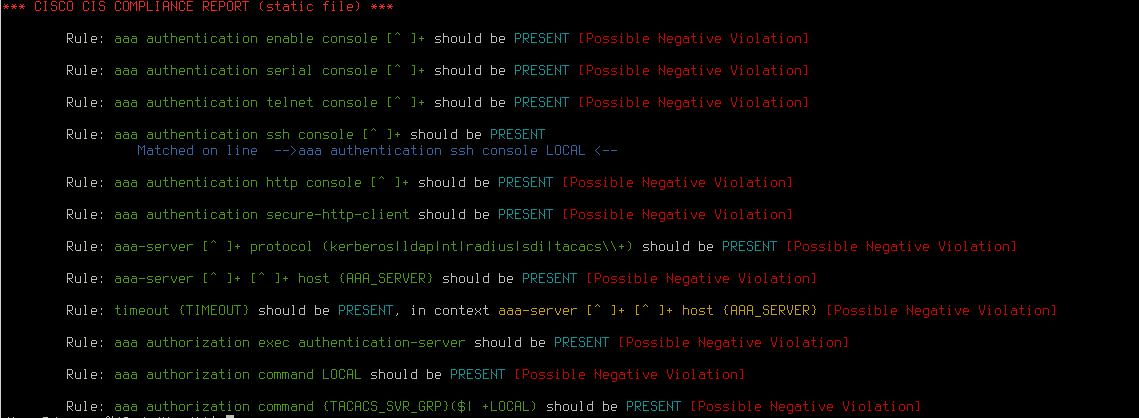 *** CISCO CIS COMPLIANCE REPORT (static file) ***
Rule: aaa authentication enable console [^ ]+ should be PRESENT [Possible Negative Violation]
Rule: aaa authentication serial console [^ ]+ should be PRESENT [Possible Negative Violation]
Rule: aaa authentication telnet console [^ ]+ should be PRESENT [Possible Negative Violation]
Rule: aaa authentication ssh console [^ ]+ should be PRESENT
Matched on line -->aaa authentication ssh console LOCAL <--
Rule: aaa authentication http console [^ ]+ should be PRESENT [Possible Negative Violation]
Rule: aaa authentication secure-http-client should be PRESENT [Possible Negative Violation]
Rule: aaa-server [^ ]+ protocol (kerberos|ldap|nt|radius|sdi|tacacs\\+) should be PRESENT [Possible Negative Violation]
Rule: aaa-server [^ ]+ [^ ]+ host {AAA_SERVER} should be PRESENT [Possible Negative Violation]
Rule: timeout {TIMEOUT} should be PRESENT, in context aaa-server [^ ]+ [^ ]+ host {AAA_SERVER} [Possible Negative Violation]
Rule: aaa authorization exec authentication-server should be PRESENT [Possible Negative Violation]
Rule: aaa authorization command LOCAL should be PRESENT [Possible Negative Violation]
Rule: aaa authorization command {TACACS_SVR_GRP}($| +LOCAL) should be PRESENT [Possible Negative Violation]